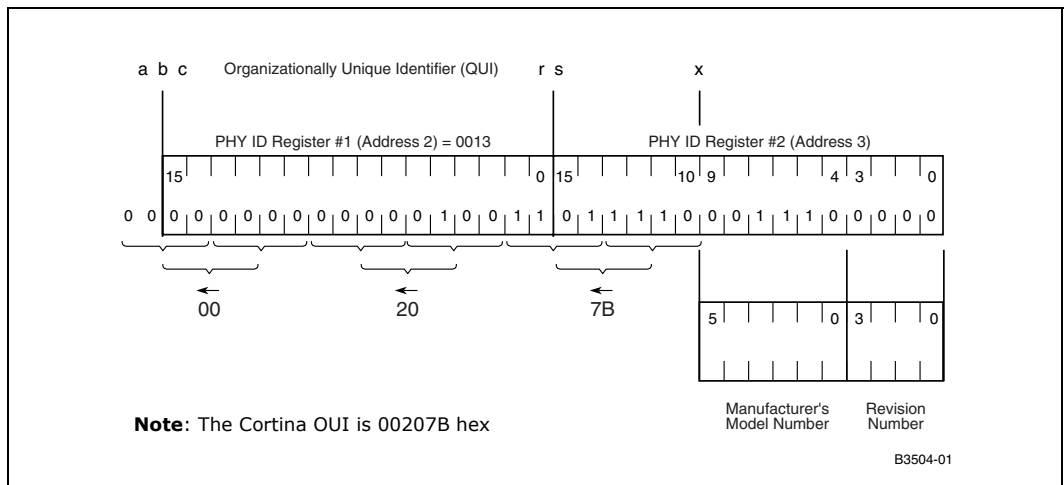 a b c Organizationally Unique Identifier (QUI) r s x
PHY ID Register #1 (Address 2) = 0013 PHY ID Register #2 (Address 3)
15 0 15 10 9 4 3 0
0 0 0 0 0 0 0 0 0 0 0 0 0 1 0 0 1 1 0 1 1 1 1 0 0 0 1 1 1 0 0 0 0 0
00 20 7B
5 0 3 0
Manufacturer's Revision
Model Number Number
Note: The Cortina OUI is 00207B hex
B3504-01